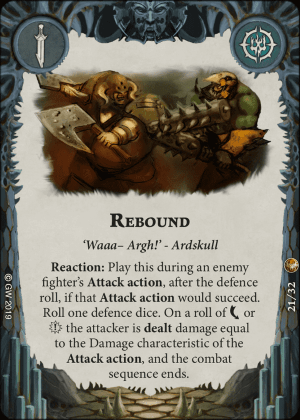 REBOUND
‘Waaa– Argh!’ - Ardskull
Reaction: Play this during an enemy
fighter’s Attack action, after the defence
roll, if that Attack action would succeed.
Roll one defence dice. On a roll of or
the attacker is dealt damage equal
to the Damage characteristic of the
Attack action, and the combat
sequence ends.
© GW 2019
21/32